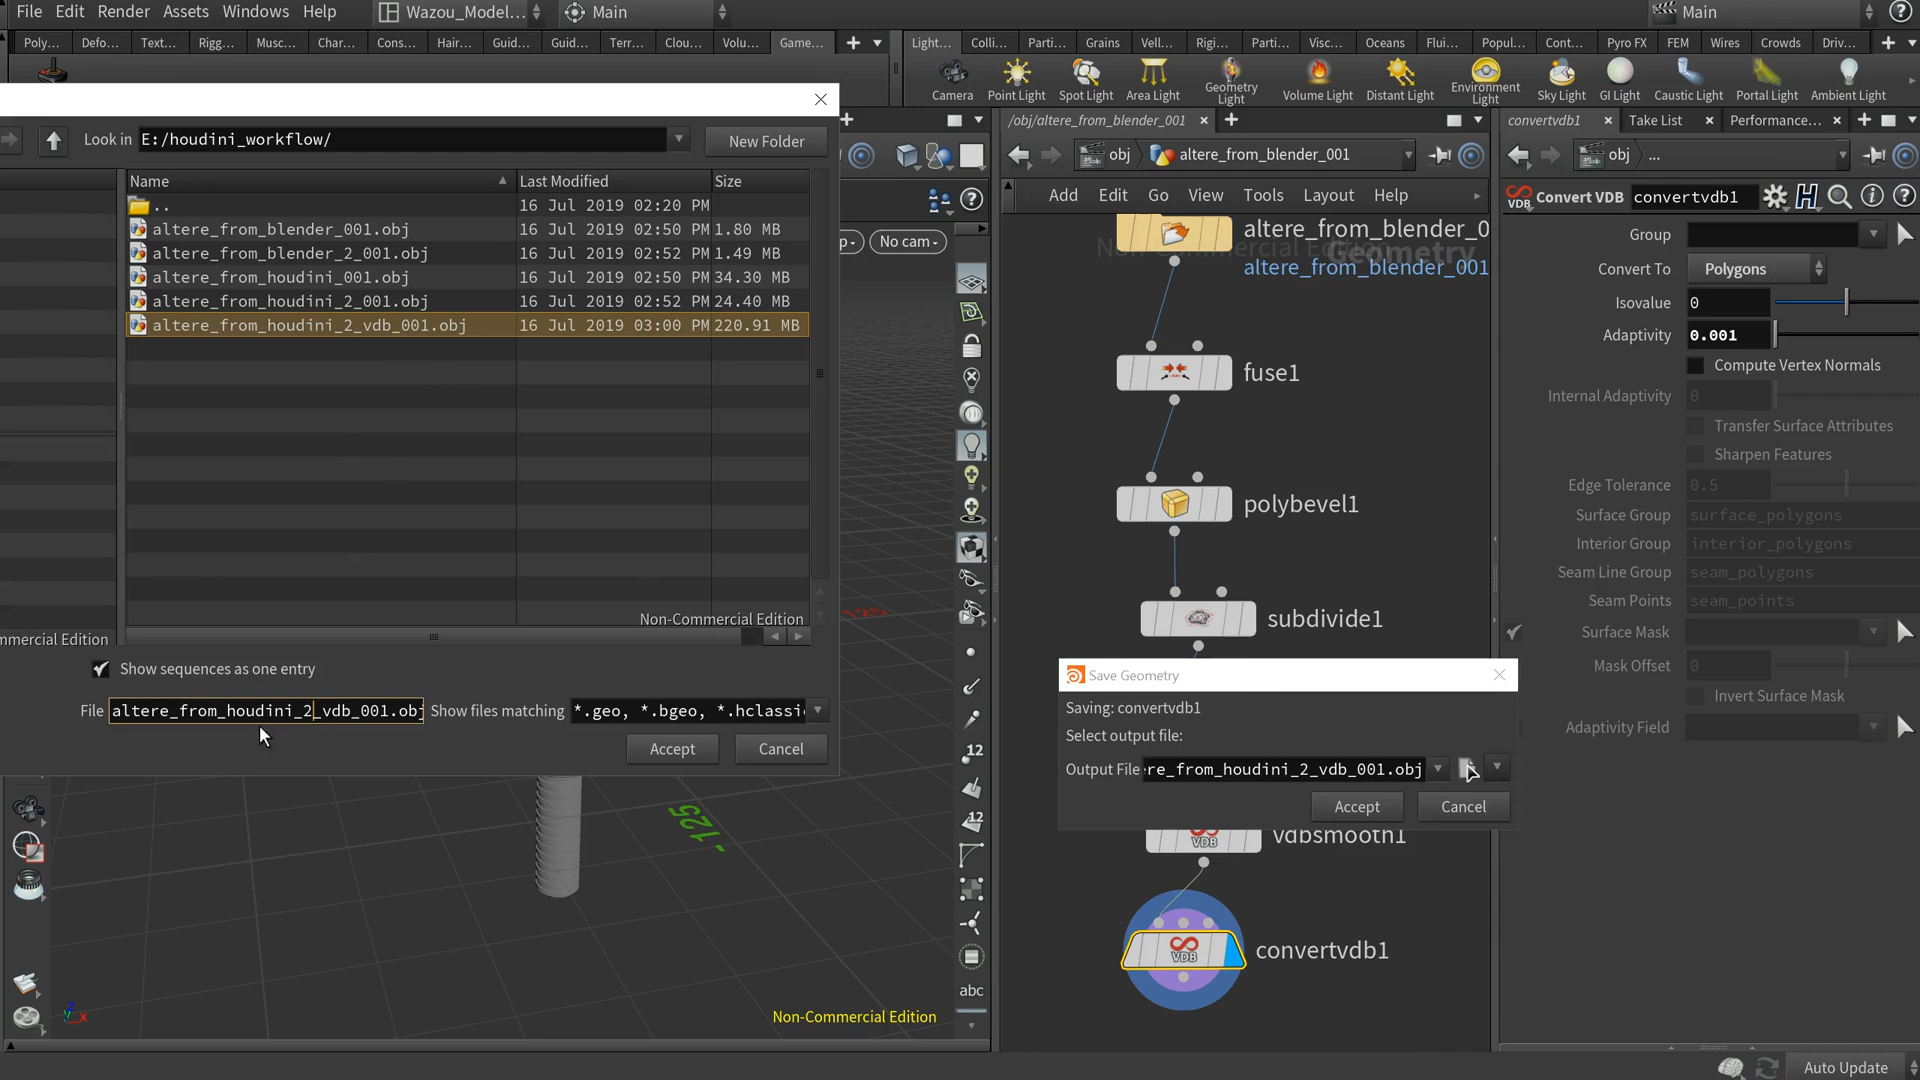 File Edit Render Assets Windows Help Wazou_Model... Main Main
Poly... Defo... Text... Rigg... Musc... Char... Cons... Hair... Guid... Guid... Terr... Clou... Volu... Game...
Light... Colli... Parti... Grains Vell... Rigi... Parti... Visc... Oceans Flui... Popul... Cont... Pyro FX FEM Wires Crowds Driv...
Camera Point Light Spot Light Area Light Geometry Light Volume Light Distant Light Environment Light Sky Light GI Light Caustic Light Portal Light Ambient Light
/obj/altere_from_blender_001
convertvdb1 Take List Performance...
Look in E:/houdini_workflow/ New Folder
obj altere_from_blender_001
obj ...
Name Last Modified Size
.. 16 Jul 2019 02:20 PM
altere_from_blender_001.obj 16 Jul 2019 02:50 PM 1.80 MB
altere_from_blender_2_001.obj 16 Jul 2019 02:52 PM 1.49 MB
altere_from_houdini_001.obj 16 Jul 2019 02:50 PM 34.30 MB
altere_from_houdini_2_001.obj 16 Jul 2019 02:52 PM 24.40 MB
altere_from_houdini_2_vdb_001.obj 16 Jul 2019 03:00 PM 220.91 MB
Non-Commercial Edition
mmercial Edition
Show sequences as one entry
File altere_from_houdini_2_vdb_001.obj Show files matching *.geo, *.bgeo, *.hclassi
Accept Cancel
No cam
125
-125
12
12
abc
Non-Commercial Edition
Add Edit Go View Tools Layout Help
Non-Commercial Edition
Geometry
altere_from_blender_0
altere_from_blender_001
fuse1
polybevel1
subdivide1
Save Geometry
Saving: convertvdb1
Select output file:
Output File re_from_houdini_2_vdb_001.obj
Accept Cancel
VDB vdbsmooth1
VDB convertvdb1
VDB Convert VDB convertvdb1
Group
Convert To Polygons
Isovalue 0
Adaptivity 0.001
Compute Vertex Normals
Internal Adaptivity 0
Transfer Surface Attributes
Sharpen Features
Edge Tolerance 0.5
Surface Group surface_polygons
Interior Group interior_polygons
Seam Line Group seam_polygons
Seam Points seam_points
Surface Mask
Mask Offset 0
Invert Surface Mask
Adaptivity Field
Auto Update